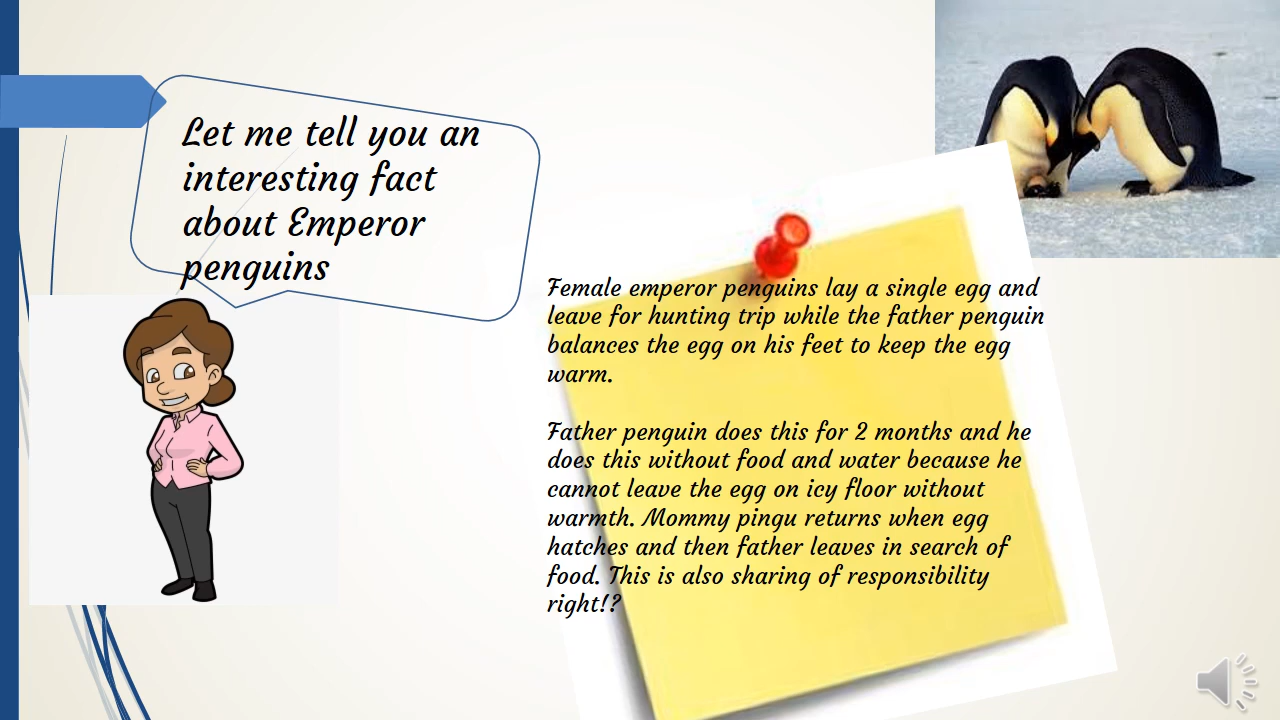 Let me tell you an
interesting fact
about Emperor
penguins
Female emperor penguins lay a single egg and
leave for hunting trip while the father penguin
balances the egg on his feet to keep the egg
warm.
Father penguin does this for 2 months and he
does this without food and water because he
cannot leave the egg on icy floor without
warmth. Mommy pingu returns when egg
hatches and then father leaves in search of
food. This is also sharing of responsibility
right!?